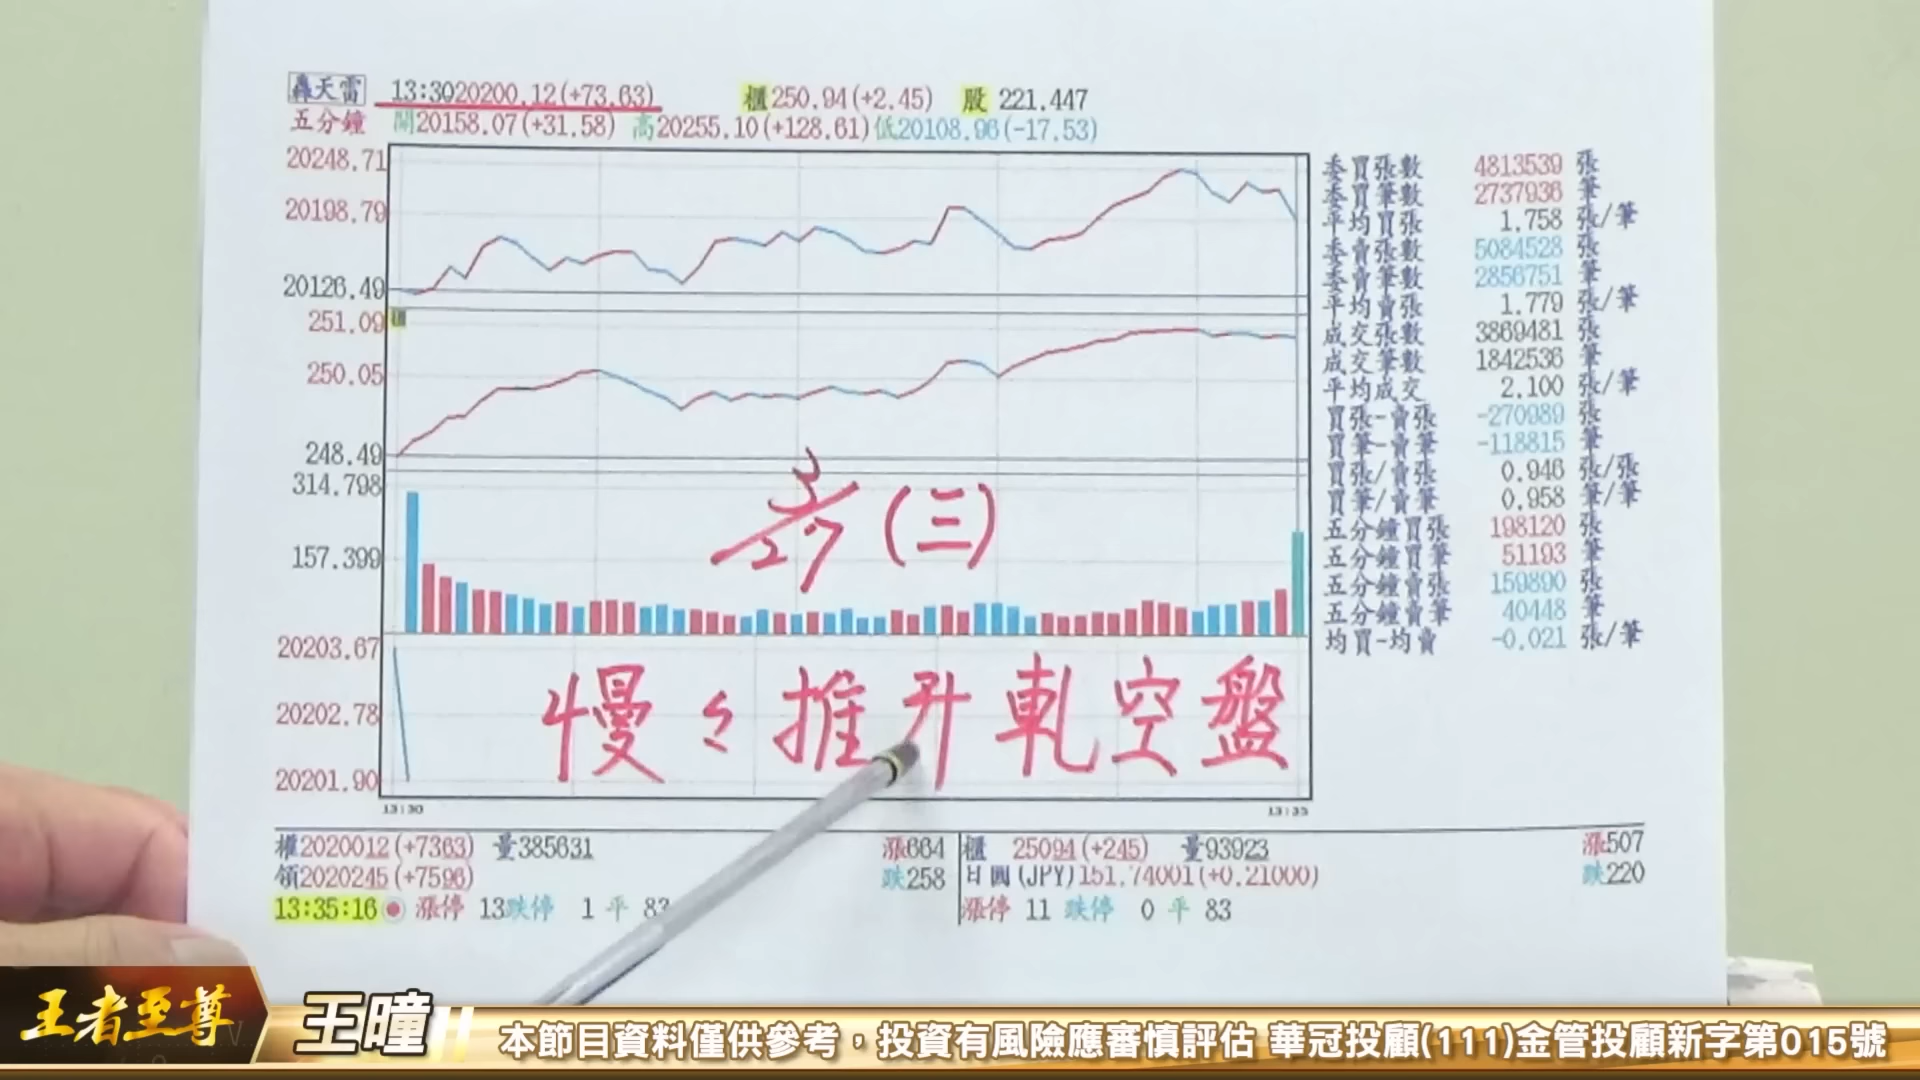 轟天雷 13:30 20200.12(+73.63) 櫃250.94(+2.45) 股 221.447
五分鐘 開20158.07(+31.58) 高20255.10(+128.61) 低20108.96(-17.53)
20248.71
20198.79
20126.49
251.09 櫃
250.05
248.49
314.798
157.399
20203.67
20202.78
20201.90
13:30 13:35
3/27 (三)
慢々推升軋空盤
委買張數 4813539 張
委買筆數 2737936 筆
平均買張 1.758 張/筆
委賣張數 5084528 張
委賣筆數 2856751 筆
平均賣張 1.779 張/筆
成交張數 3869481 張
成交筆數 1842536 筆
平均成交 2.100 張/筆
買張-賣張 -270989 張
買筆-賣筆 -118815 筆
買張/賣張 0.946 張/張
買筆/賣筆 0.958 筆/筆
五分鐘買張 198120 張
五分鐘買筆 51193 筆
五分鐘賣張 159890 張
五分鐘賣筆 40448 筆
均買-均賣 -0.021 張/筆
權2020012(+7363) 量385631 漲664 櫃 25094(+245) 量93923 漲507
領2020245(+7596) 跌258 日圓(JPY)151.74001(+0.21000) 跌220
13:35:16 漲停 13 跌停 1 平 83 漲停 11 跌停 0 平 83
王者至尊 王曈 本節目資料僅供參考，投資有風險應審慎評估 華冠投顧(111)金管投顧新字第015號